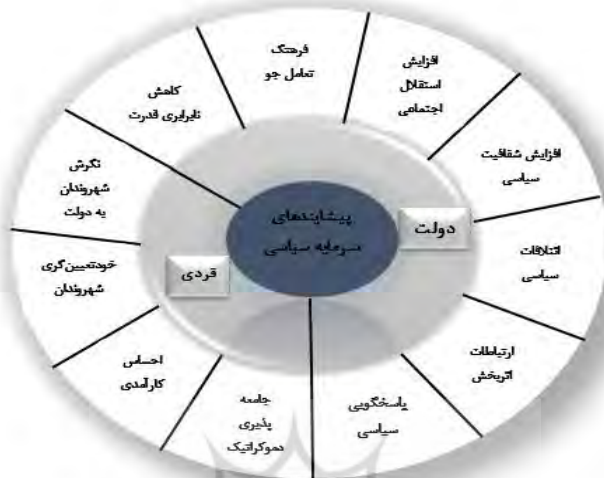 فرهنگ
تعامل جو
افزایش
استقلال
اجتماعی
افزایش شفافیت
سیاسی
ائتلافات
سیاسی
ارتباطات
اثربخش
پاسخگویی
سیاسی
جامعه
پذیری
دموکراتیک
احساس
کارآمدی
خودتعیین‌گری
شهروندان
نگرش
شهروندان
به دولت
کاهش
نابرابری قدرت
پیشایندهای
سرمایه سیاسی
دولت
فردی